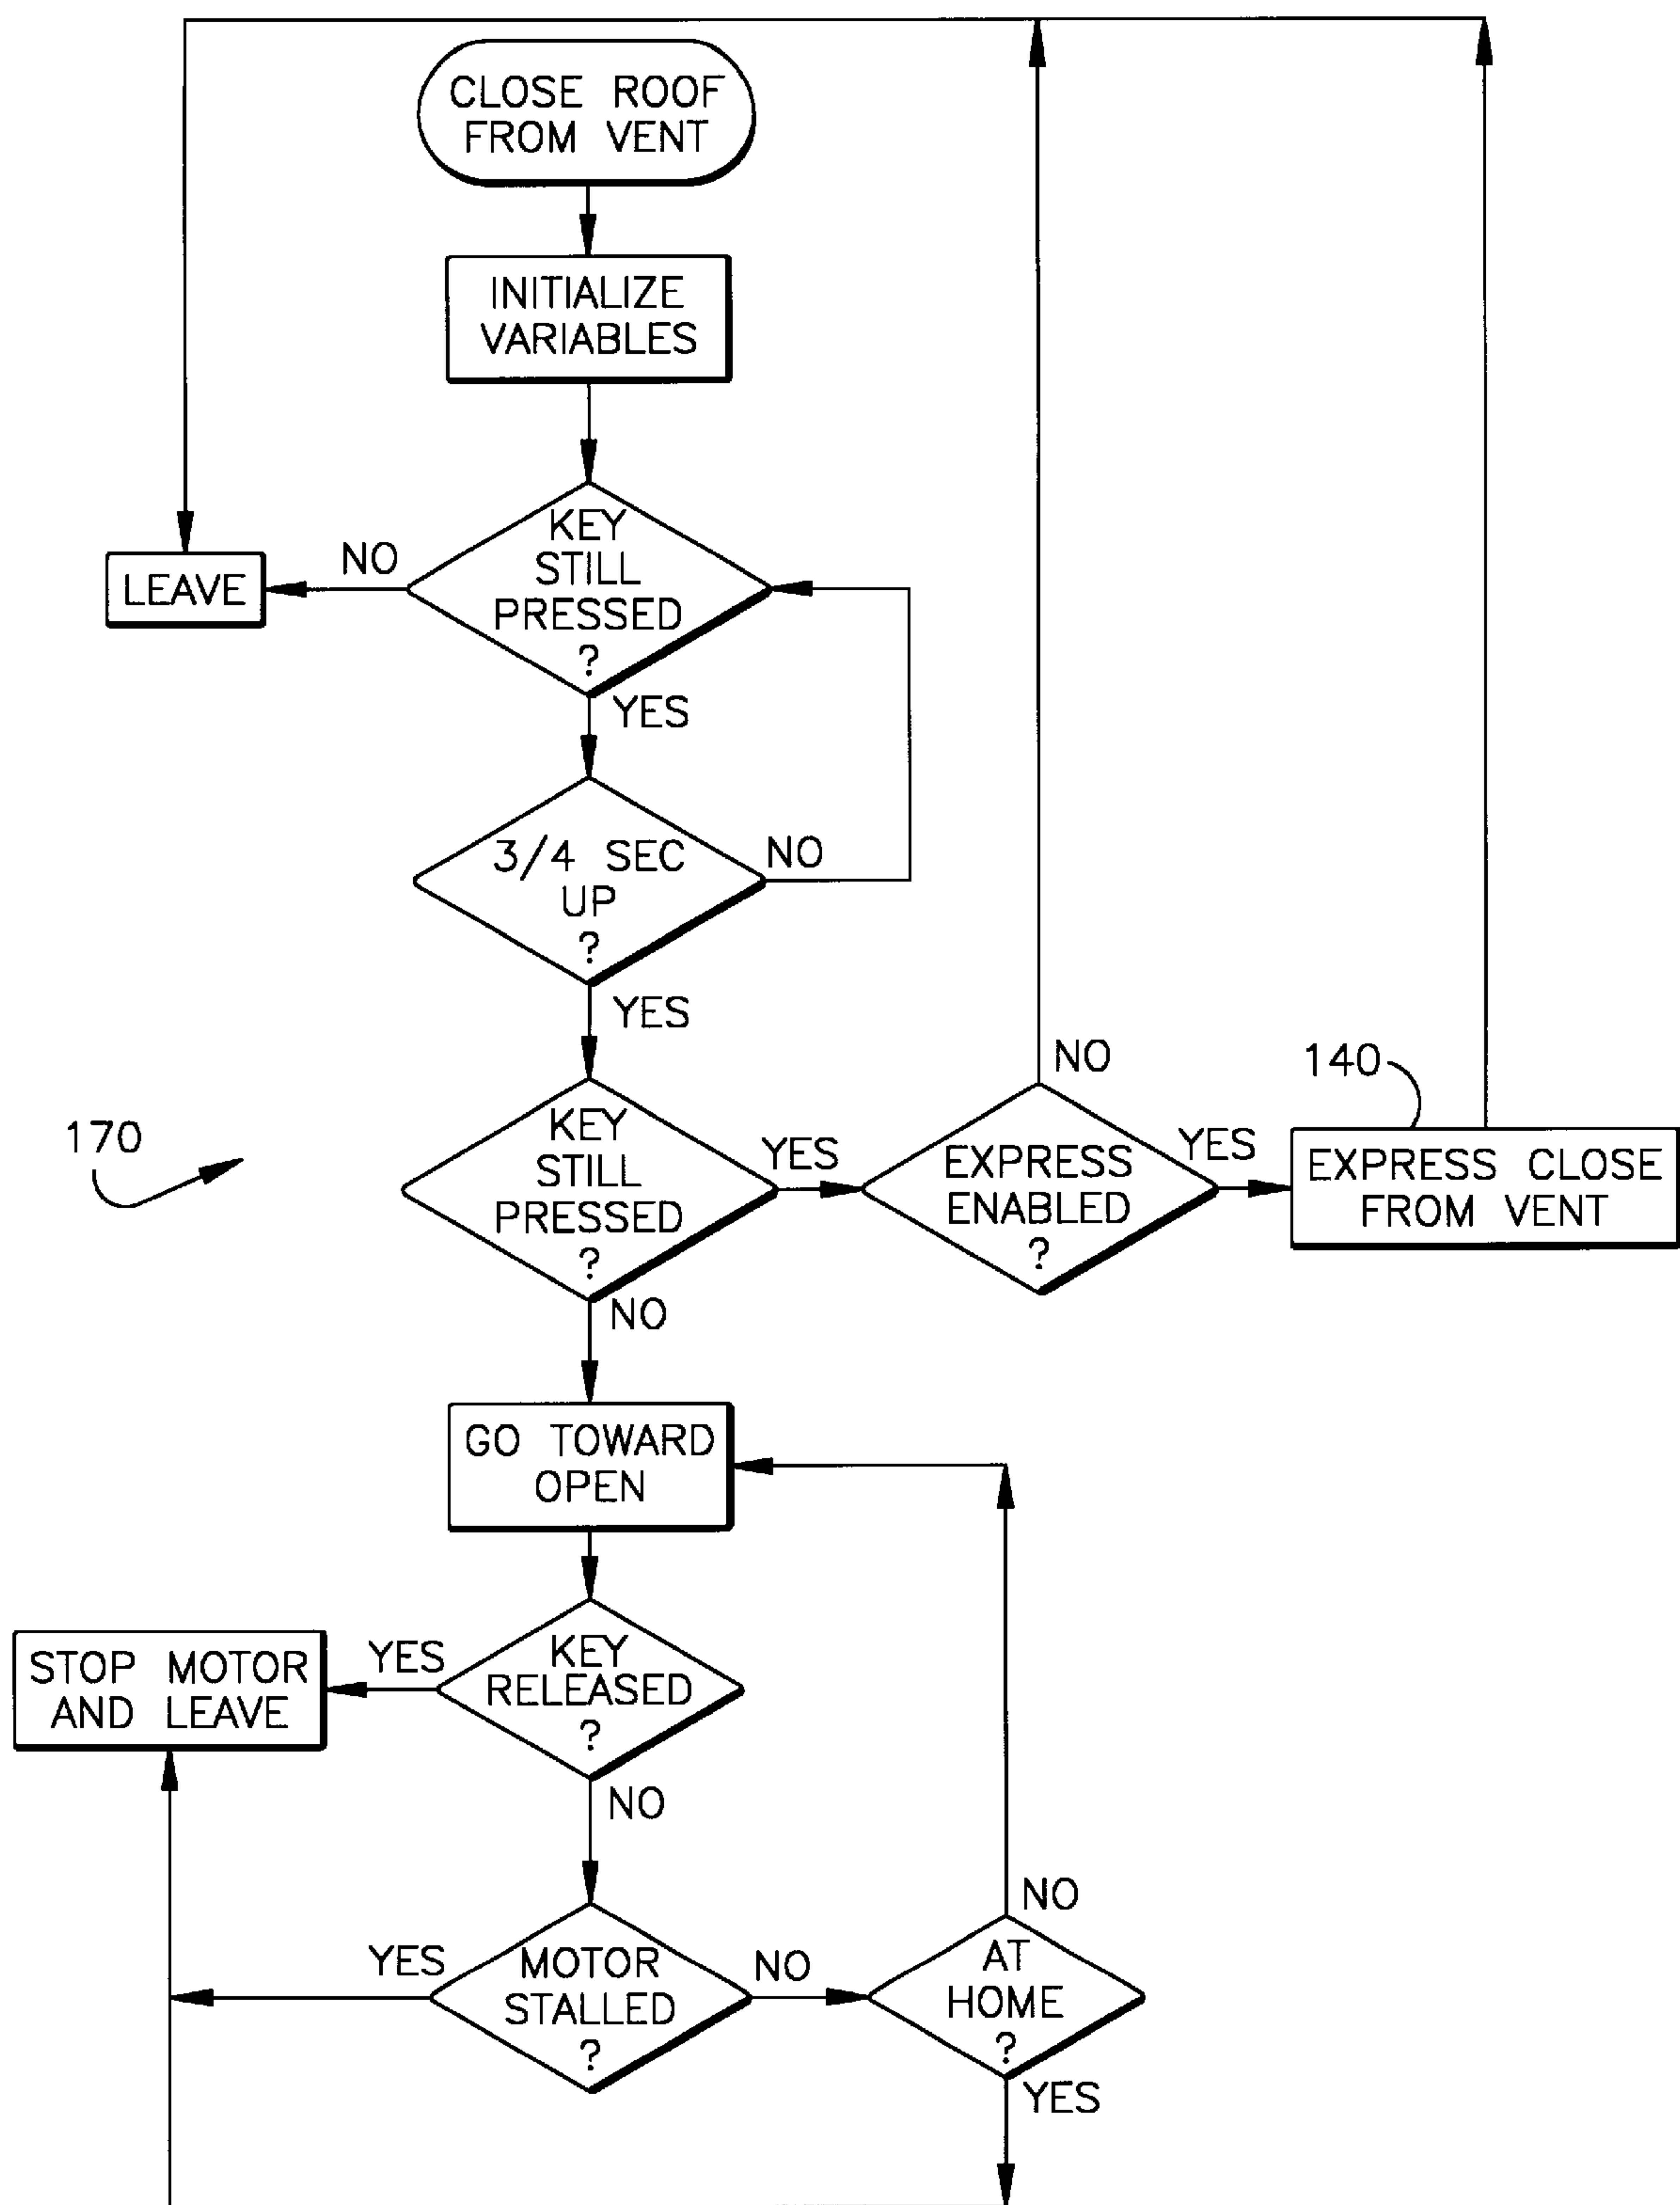 CLOSE ROOF
FROM VENT
INITIALIZE
VARIABLES
KEY
STILL
PRESSED
?
NO
LEAVE
YES
3/4 SEC
UP
?
NO
YES
170
KEY
STILL
PRESSED
?
YES
EXPRESS
ENABLED
?
NO
YES
140
EXPRESS CLOSE
FROM VENT
NO
GO TOWARD
OPEN
KEY
RELEASED
?
YES
STOP MOTOR
AND LEAVE
NO
MOTOR
STALLED
?
YES
NO
AT
HOME
?
NO
YES